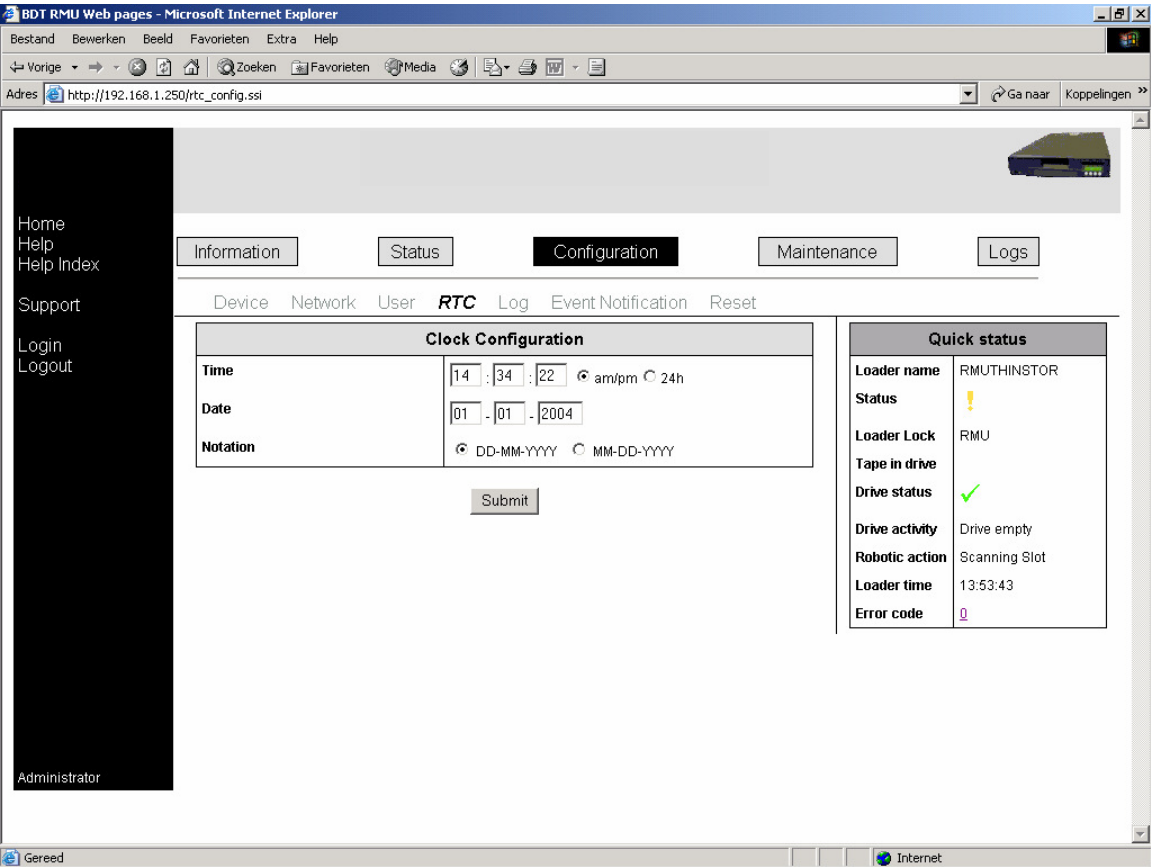 BDT RMU Web pages - Microsoft Internet Explorer
Bestand Bewerken Beeld Favorieten Extra Help
Vorige Zoeken Favorieten Media
Adres http://192.168.1.250/rtc_config.ssi Ga naar Koppelingen »
Home
Help
Help Index
Support
Login
Logout
Administrator
Information Status Configuration Maintenance Logs
Device Network User RTC Log Event Notification Reset
Clock Configuration
Time 14 : 34 : 22 am/pm 24h
Date 01 - 01 - 2004
Notation DD-MM-YYYY MM-DD-YYYY
Submit
Quick status
Loader name RMUTHINSTOR
Status
Loader Lock RMU
Tape in drive
Drive status
Drive activity Drive empty
Robotic action Scanning Slot
Loader time 13:53:43
Error code 0
Gereed Internet